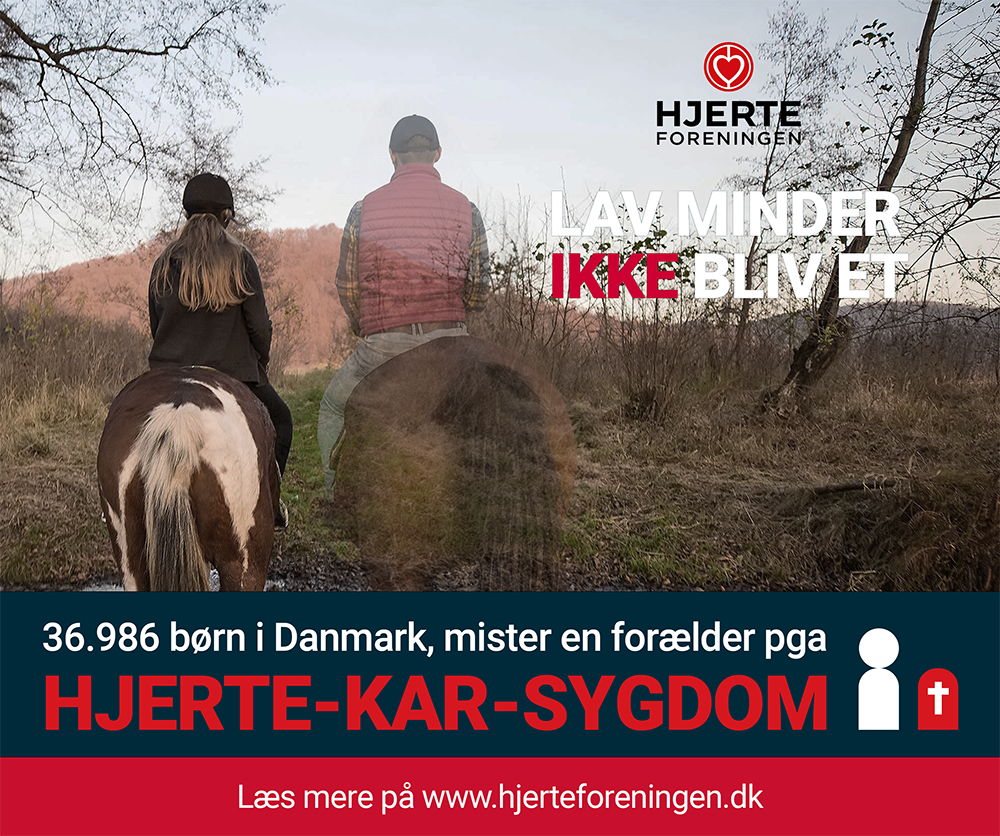 HJERTE
FORENINGEN
LAV MINDER
IKKE BLIV ET
36.986 børn i Danmark, mister en forælder pga
HJERTE-KAR-SYGDOM
Læs mere på www.hjerteforeningen.dk